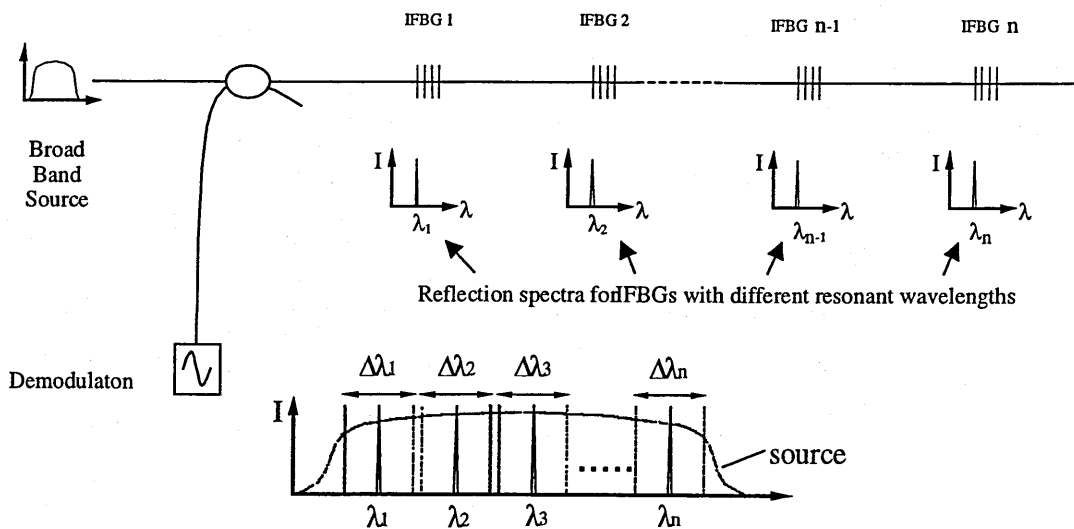 IFBG 1
IFBG 2
IFBG n-1
IFBG n
Broad
Band
Source
I
λ
λ1
I
λ
λ2
I
λ
λn-1
I
λ
λn
Reflection spectra forIFBGs with different resonant wavelengths
Demodulaton
Δλ1
Δλ2
Δλ3
Δλn
I
source
λ1
λ2
λ3
λn